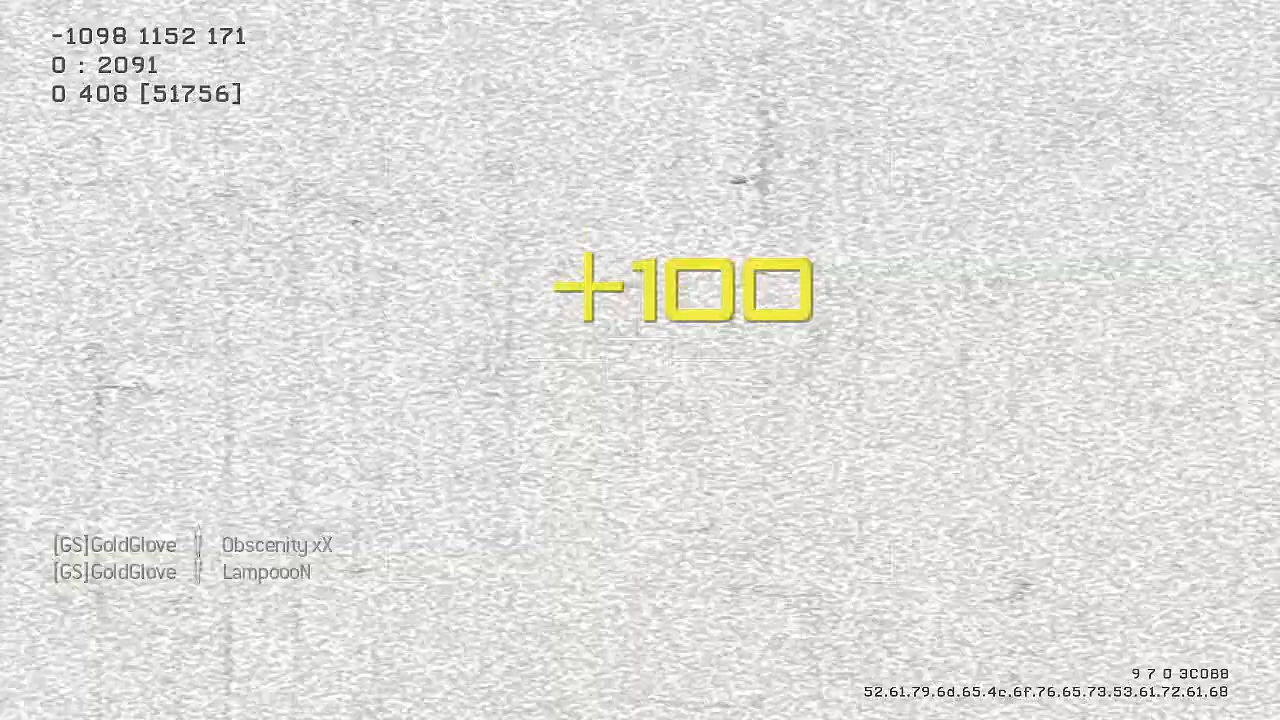 -1098 1152 171
0 : 2091
0 408 [51756]
+100
[GS]GoldGlove Obscenity xX
[GS]GoldGlove LampoooN
9 7 0 3C0BB
52.61.79.6d.65.4c.6f.76.65.73.53.61.72.61.68